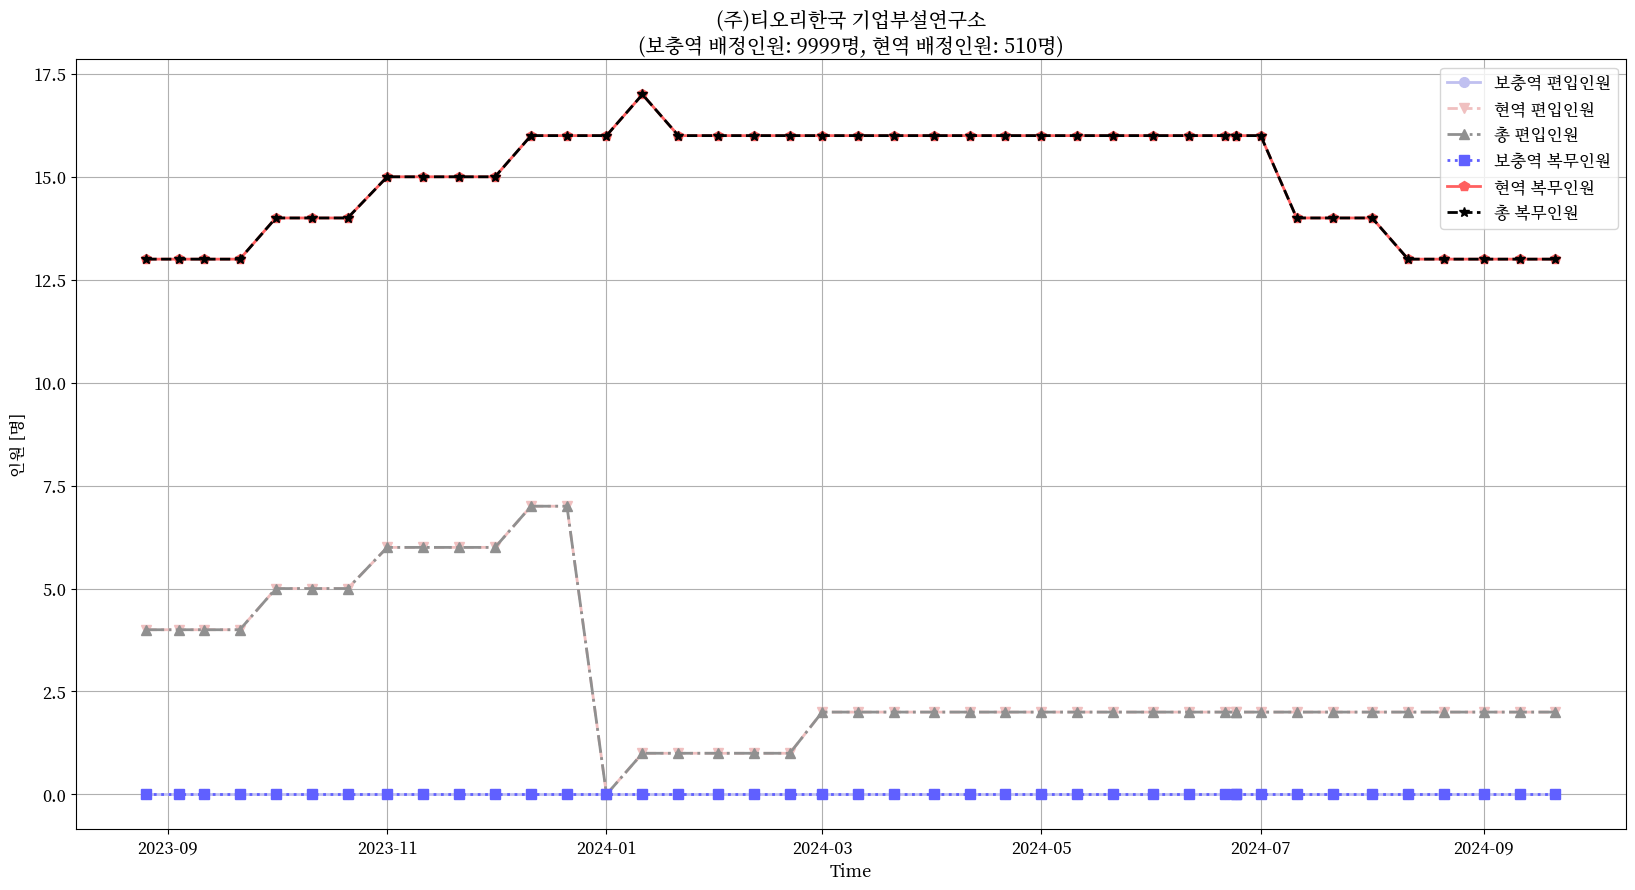 (주)티오리한국 기업부설연구소
(보충역 배정인원: 9999명, 현역 배정인원: 510명)
17.5
15.0
12.5
10.0
7.5
5.0
2.5
0.0
인원 [명]
보충역 편입인원
현역 편입인원
총 편입인원
보충역 복무인원
현역 복무인원
총 복무인원
2023-09
2023-11
2024-01
2024-03
2024-05
2024-07
2024-09
Time